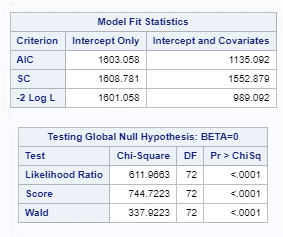 Model Fit Statistics
Criterion Intercept Only Intercept and Covariates
AIC 1603.058 1135.092
SC 1608.781 1552.879
-2 Log L 1601.058 989.092
Testing Global Null Hypothesis: BETA=0
Test Chi-Square DF Pr > ChiSq
Likelihood Ratio 611.9663 72 <.0001
Score 744.7223 72 <.0001
Wald 337.9223 72 <.0001